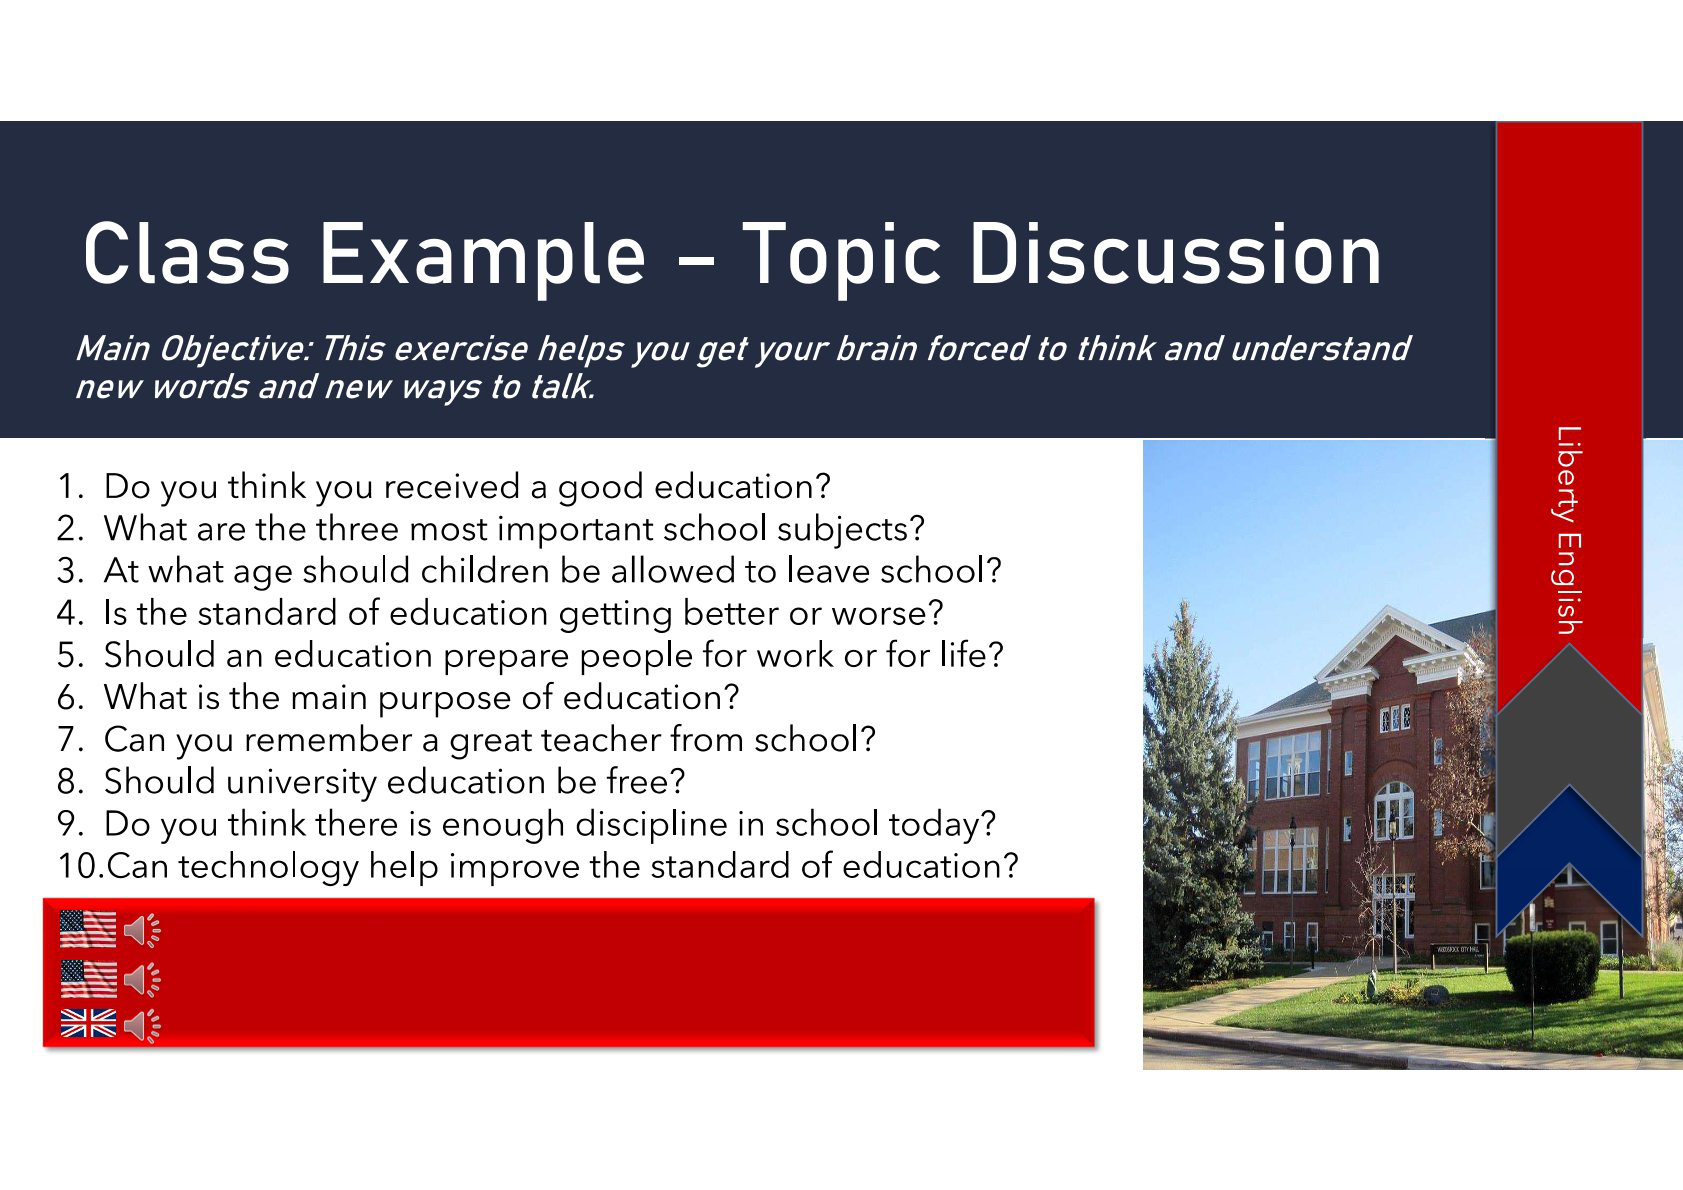 Class Example – Topic Discussion
Main Objective: This exercise helps you get your brain forced to think and understand
new words and new ways to talk.
Liberty English
1. Do you think you received a good education?
2. What are the three most important school subjects?
3. At what age should children be allowed to leave school?
4. Is the standard of education getting better or worse?
5. Should an education prepare people for work or for life?
6. What is the main purpose of education?
7. Can you remember a great teacher from school?
8. Should university education be free?
9. Do you think there is enough discipline in school today?
10.Can technology help improve the standard of education?
WOODSTOCK CITY HALL